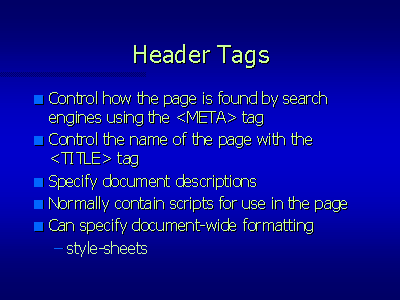 Header Tags
Control how the page is found by search
engines using the <META> tag
Control the name of the page with the
<TITLE> tag
Specify document descriptions
Normally contain scripts for use in the page
Can specify document-wide formatting
– style-sheets